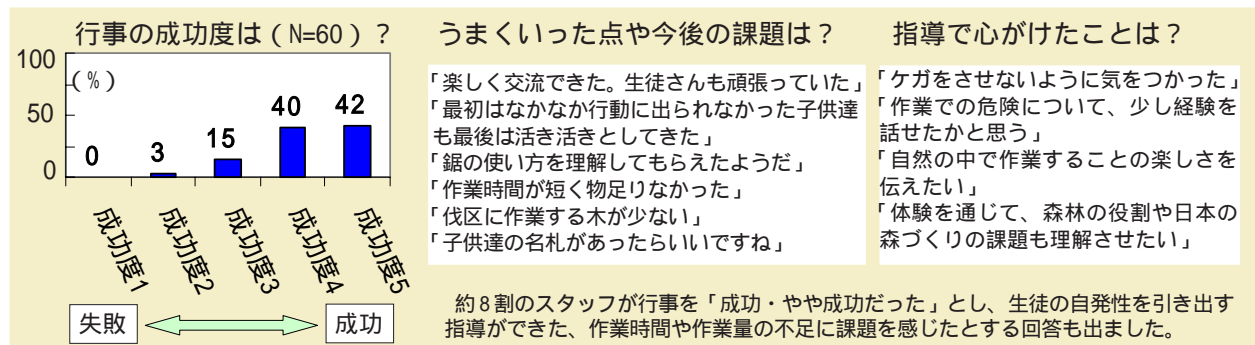 行事の成功度は（N=60）？
100
(％)
50
0
0
3
15
40
42
成功度1
成功度2
成功度3
成功度4
成功度5
失敗
成功
うまくいった点や今後の課題は？
「楽しく交流できた。生徒さんも頑張っていた」
「最初はなかなか行動に出られなかった子供達
も最後は活き活きとしてきた」
「鋸の使い方を理解してもらえたようだ」
「作業時間が短く物足りなかった」
「伐区に作業する木が少ない」
「子供達の名札があったらいいですね」
指導で心がけたことは？
「ケガをさせないように気をつかった」
「作業での危険について、少し経験を
話せたかと思う」
「自然の中で作業することの楽しさを
伝えたい」
「体験を通じて、森林の役割や日本の
森づくりの課題も理解させたい」
約８割のスタッフが行事を「成功・やや成功だった」とし、生徒の自発性を引き出す
指導ができた、作業時間や作業量の不足に課題を感じたとする回答も出ました。